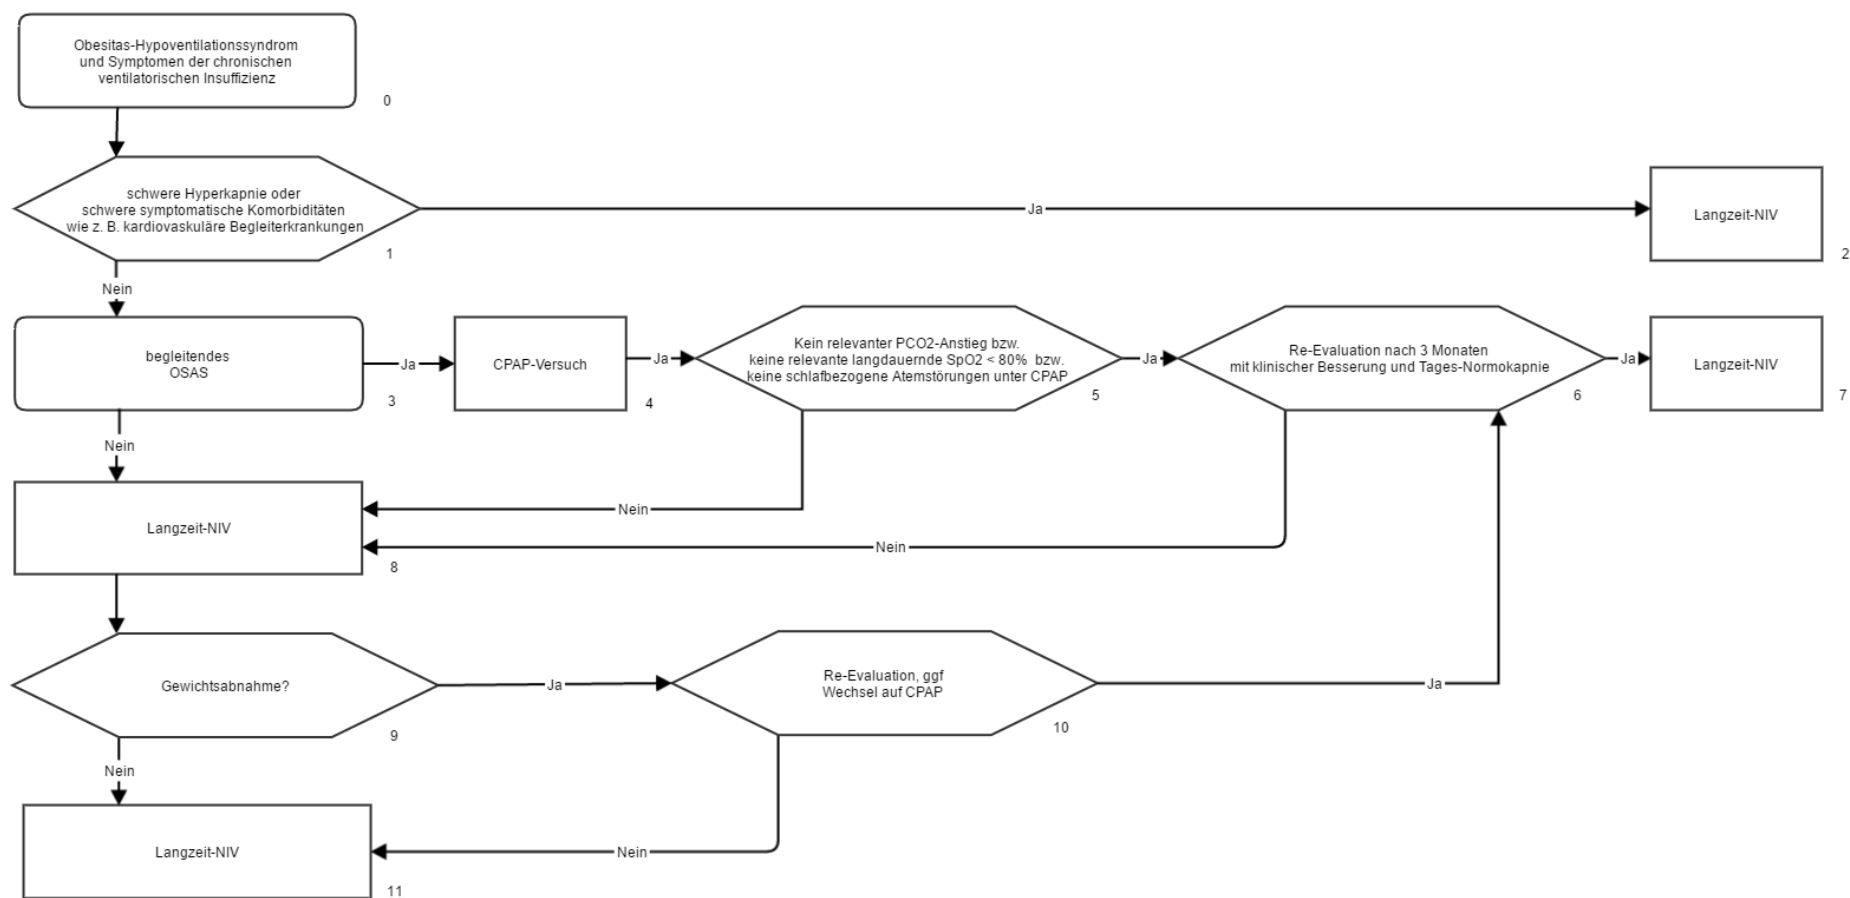 Obesitas-Hypoventilationssyndrom
und Symptomen der chronischen
ventilatorischen Insuffizienz
0
schwere Hyperkapnie oder
schwere symptomatische Komorbiditäten
wie z. B. kardiovaskuläre Begleiterkrankungen
1
Ja
Langzeit-NIV
2
Nein
begleitendes
OSAS
3
Ja
CPAP-Versuch
4
Ja
Kein relevanter PCO2-Anstieg bzw.
keine relevante langdauernde SpO2 < 80% bzw.
keine schlafbezogene Atemstörungen unter CPAP
5
Ja
Re-Evaluation nach 3 Monaten
mit klinischer Besserung und Tages-Normokapnie
6
Ja
Langzeit-NIV
7
Nein
Nein
Nein
Langzeit-NIV
8
Gewichtsabnahme?
9
Ja
Re-Evaluation, ggf
Wechsel auf CPAP
10
Ja
Nein
Nein
Langzeit-NIV
11